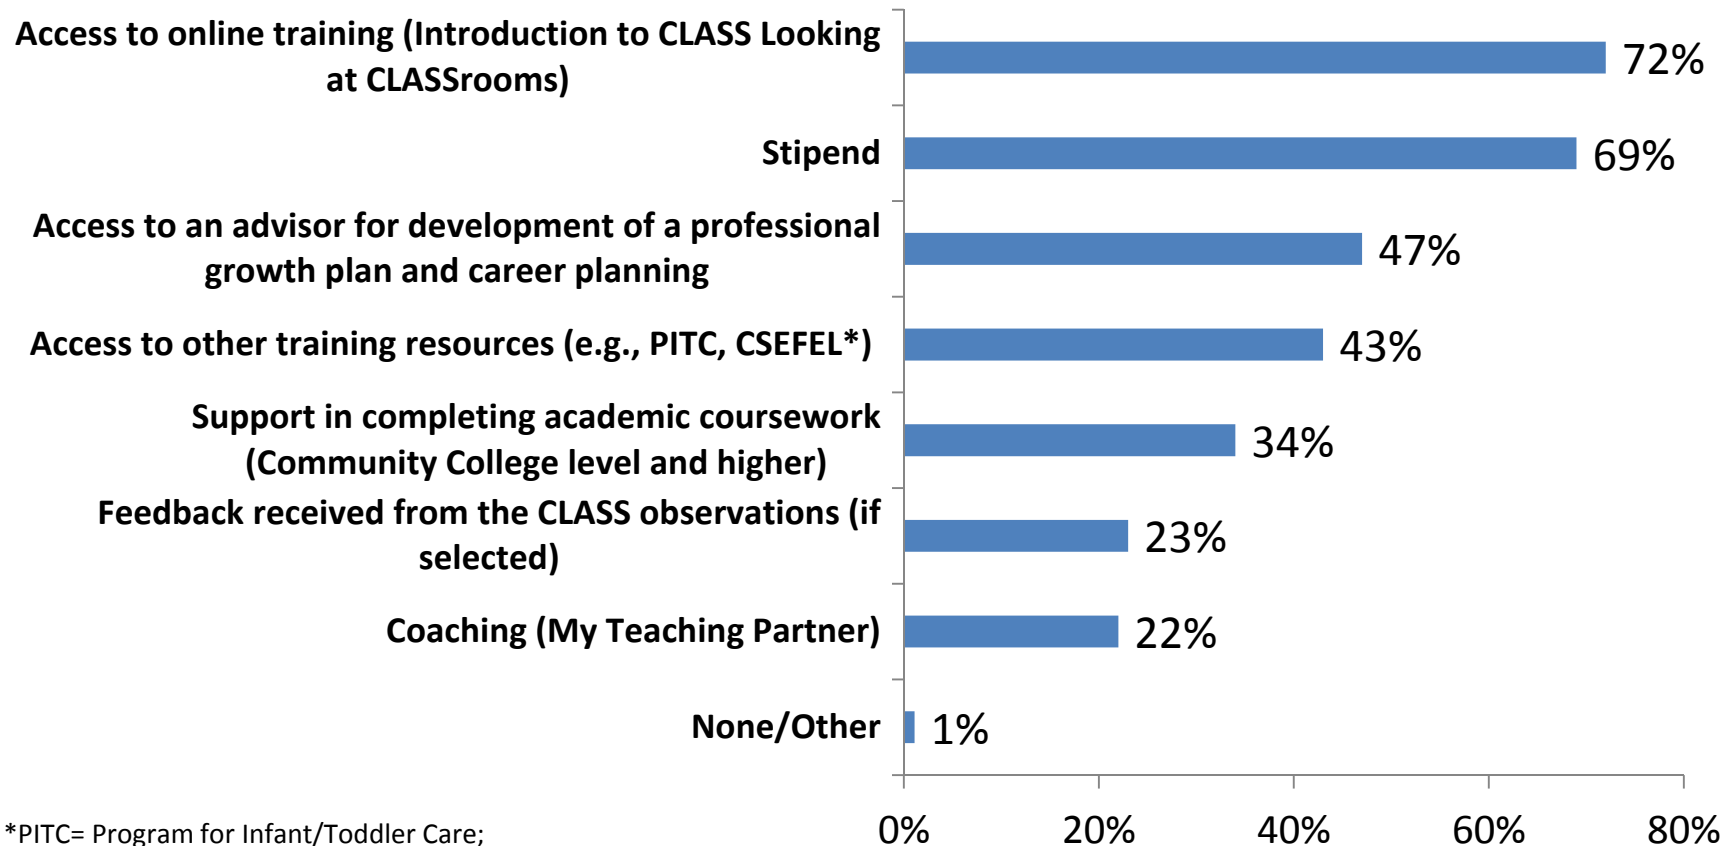 Access to online training (Introduction to CLASS Looking
at CLASSrooms)
72%
Stipend
69%
Access to an advisor for development of a professional
growth plan and career planning
47%
Access to other training resources (e.g., PITC, CSEFEL*)
43%
Support in completing academic coursework
(Community College level and higher)
34%
Feedback received from the CLASS observations (if
selected)
23%
Coaching (My Teaching Partner)
22%
None/Other
1%
0% 20% 40% 60% 80%
*PITC= Program for Infant/Toddler Care;